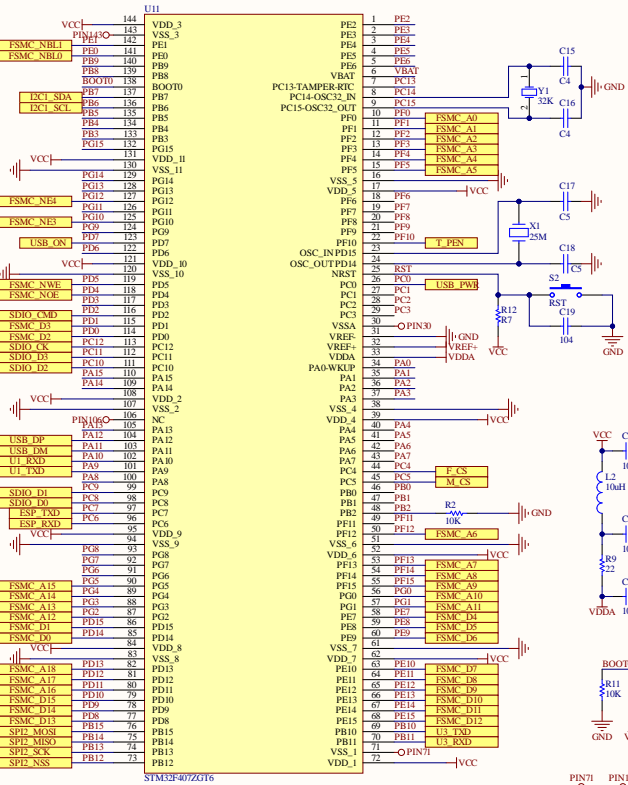 U11
VCC 144 VDD_3 PE2 1 PE2
PIN143 143 VSS_3 PE3 2 PE3
FSMC_NBL1 PE1 142 PE1 PE4 3 PE4
FSMC_NBL0 PE0 141 PE0 PE5 4 PE5
PB9 140 PB9 PE6 5 PE6
PB8 139 PB8 VBAT 6 VBAT
BOOT0 138 BOOT0 PC13-TAMPER-RTC 7 PC13
I2C1_SDA PB7 137 PB7 PC14-OSC32_IN 8 PC14
I2C1_SCL PB6 136 PB6 PC15-OSC32_OUT 9 PC15
C15
C4
Y1
32K
1
2
GND
C16
C4
PB5 135 PB5 PF0 10 PF0 FSMC_A0
PB4 134 PB4 PF1 11 PF1 FSMC_A1
PB3 133 PB3 PF2 12 PF2 FSMC_A2
PG15 132 PG15 PF3 13 PF3 FSMC_A3
VCC 131 VDD_11 PF4 14 PF4 FSMC_A4
130 VSS_11 PF5 15 PF5 FSMC_A5
PG14 129 PG14 VSS_5 16
PG13 128 PG13 VDD_5 17 VCC
FSMC_NE4 PG12 127 PG12 PF6 18 PF6
PG11 126 PG11 PF7 19 PF7
FSMC_NE3 PG10 125 PG10 PF8 20 PF8
PG9 124 PG9 PF9 21 PF9
USB_ON PD7 123 PD7 PF10 22 PF10 T_PEN
PD6 122 PD6 OSC_INPD15 23
VCC 121 VDD_10 OSC_OUTPD14 24
C17
C5
X1
25M
C18
C5
120 VSS_10 NRST 25 RST
FSMC_NWE PD5 119 PD5 PC0 26 PC0 USB_PWR
FSMC_NOE PD4 118 PD4 PC1 27 PC1
PD3 117 PD3 PC2 28 PC2
SDIO_CMD PD2 116 PD2 PC3 29 PC3
S2
RST
R12
R7
C19
104
VCC
GND
FSMC_D3 PD1 115 PD1 VSSA 30 PIN30
FSMC_D2 PD0 114 PD0 VREF- 31 GND
SDIO_CK PC12 113 PC12 VREF+ 32 VREF+
SDIO_D3 PC11 112 PC11 VDDA 33 VDDA
SDIO_D2 PC10 111 PC10 PA0-WKUP 34 PA0
PA15 110 PA15 PA1 35 PA1
PA14 109 PA14 PA2 36 PA2
VCC 108 VDD_2 PA3 37 PA3
107 VSS_2 VSS_4 38
PIN106 106 NC VDD_4 39 VCC
PA13 105 PA13 PA4 40 PA4
USB_DP PA12 104 PA12 PA5 41 PA5
USB_DM PA11 103 PA11 PA6 42 PA6
U1_RXD PA10 102 PA10 PA7 43 PA7
U1_TXD PA9 101 PA9 PC4 44 PC4 F_CS
PA8 100 PA8 PC5 45 PC5 M_CS
SDIO_D1 PC9 99 PC9 PB0 46 PB0
SDIO_D0 PC8 98 PC8 PB1 47 PB1
ESP_TXD PC7 97 PC7 PB2 48 PB2 R2 10K GND
ESP_RXD PC6 96 PC6 PF11 49 PF11
VCC 95 VDD_9 PF12 50 PF12 FSMC_A6
94 VSS_9 VSS_6 51
PG8 93 PG8 VDD_6 52 VCC
PG7 92 PG7 PF13 53 PF13 FSMC_A7
PG6 91 PG6 PF14 54 PF14 FSMC_A8
FSMC_A15 PG5 90 PG5 PF15 55 PF15 FSMC_A9
FSMC_A14 PG4 89 PG4 PG0 56 PG0 FSMC_A10
FSMC_A13 PG3 88 PG3 PG1 57 PG1 FSMC_A11
FSMC_A12 PG2 87 PG2 PE7 58 PE7 FSMC_D4
FSMC_D1 PD15 86 PD15 PE8 59 PE8 FSMC_D5
FSMC_D0 PD14 85 PD14 PE9 60 PE9 FSMC_D6
VCC
L2
10uH
R9
22
VDDA
VCC 84 VDD_8 VSS_7 61
83 VSS_8 VDD_7 62 VCC
FSMC_A18 PD13 82 PD13 PE10 63 PE10 FSMC_D7
FSMC_A17 PD12 81 PD12 PE11 64 PE11 FSMC_D8
FSMC_A16 PD11 80 PD11 PE12 65 PE12 FSMC_D9
FSMC_D15 PD10 79 PD10 PE13 66 PE13 FSMC_D10
FSMC_D14 PD9 78 PD9 PE14 67 PE14 FSMC_D11
FSMC_D13 PD8 77 PD8 PE15 68 PE15 FSMC_D12
SPI2_MOSI PB15 76 PB15 PB10 69 PB10 U3_TXD
SPI2_MISO PB14 75 PB14 PB11 70 PB11 U3_RXD
SPI2_SCK PB13 74 PB13 VSS_1 71 PIN71
SPI2_NSS PB12 73 PB12 VDD_1 72 VCC
BOOT
R11
10K
GND
STM32F407ZGT6
PIN71